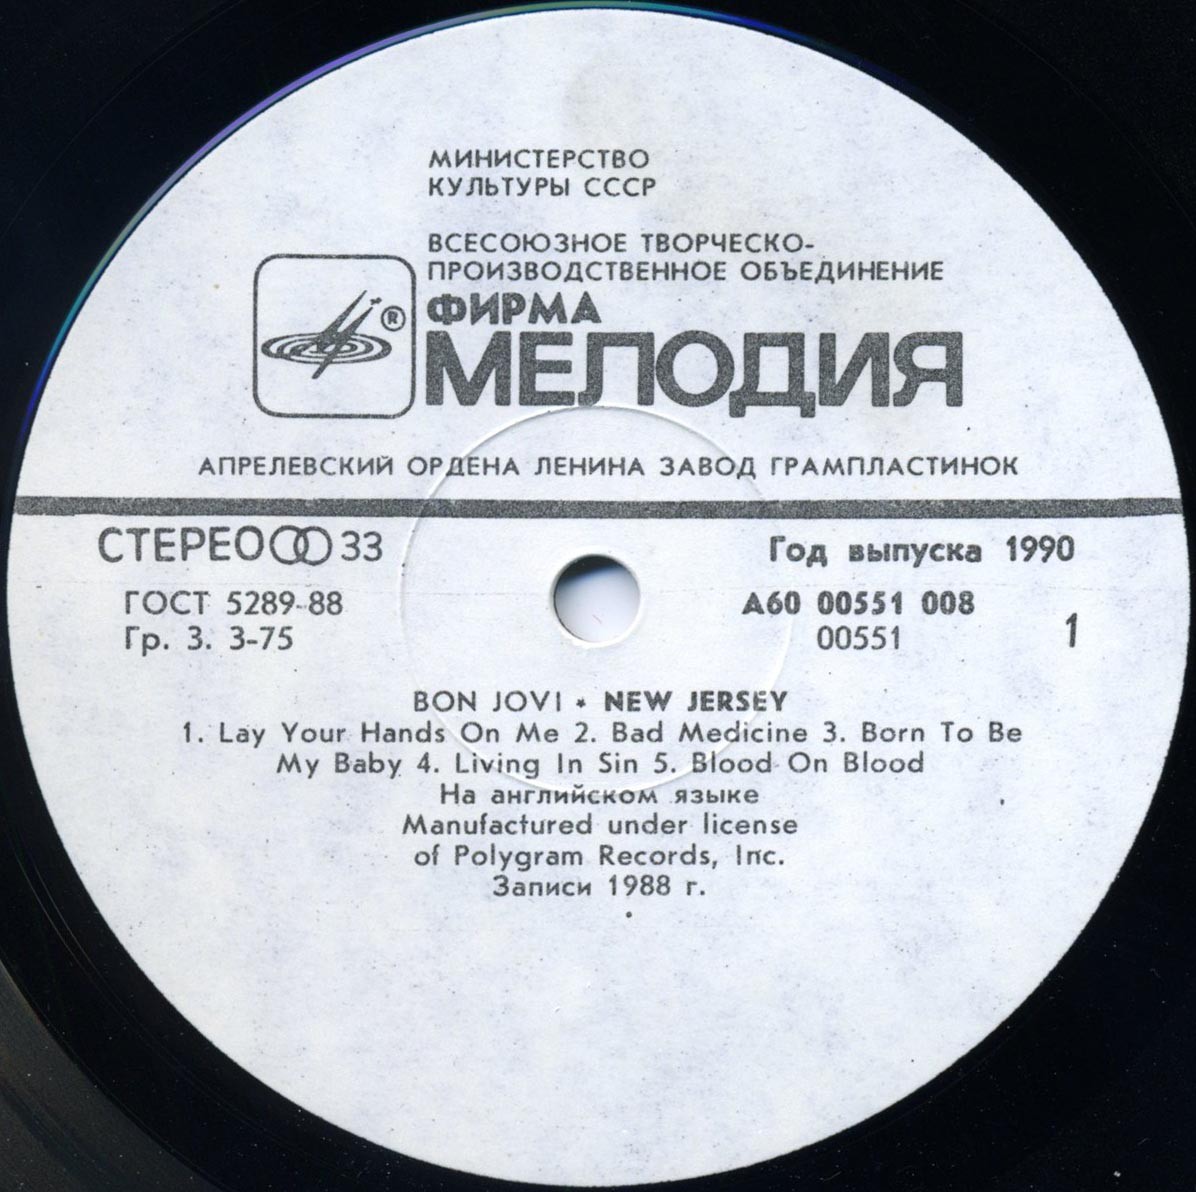 МИНИСТЕРСТВО
КУЛЬТУРЫ СССР
ВСЕСОЮЗНОЕ ТВОРЧЕСКО-
ПРОИЗВОДСТВЕННОЕ ОБЪЕДИНЕНИЕ
ФИРМА
®
МЕЛОДИЯ
АПРЕЛЕВСКИЙ ОРДЕНА ЛЕНИНА ЗАВОД ГРАМПЛАСТИНОК
СТЕРЕО 33
Год выпуска 1990
ГОСТ 5289-88
А60 00551 008
Гр. 3. 3-75
00551
1
BON JOVI * NEW JERSEY
1. Lay Your Hands On Me 2. Bad Medicine 3. Born To Be
My Baby 4. Living In Sin 5. Blood On Blood
На английском языке
Manufactured under license
of Polygram Records, Inc.
Записи 1988 г.